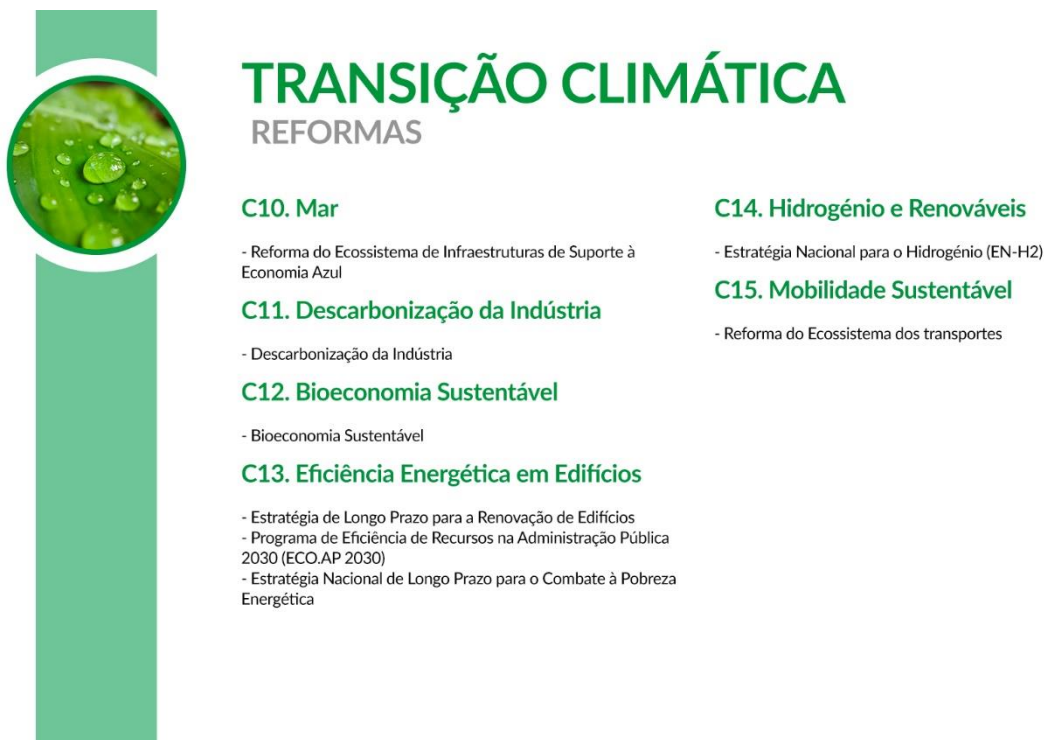 TRANSIÇÃO CLIMÁTICA
REFORMAS
C10. Mar
- Reforma do Ecossistema de Infraestruturas de Suporte à
Economia Azul
C11. Descarbonização da Indústria
- Descarbonização da Indústria
C12. Bioeconomia Sustentável
- Bioeconomia Sustentável
C13. Eficiência Energética em Edifícios
- Estratégia de Longo Prazo para a Renovação de Edifícios
- Programa de Eficiência de Recursos na Administração Pública
2030 (ECO.AP 2030)
- Estratégia Nacional de Longo Prazo para o Combate à Pobreza
Energética
C14. Hidrogénio e Renováveis
- Estratégia Nacional para o Hidrogénio (EN-H2)
C15. Mobilidade Sustentável
- Reforma do Ecossistema dos transportes